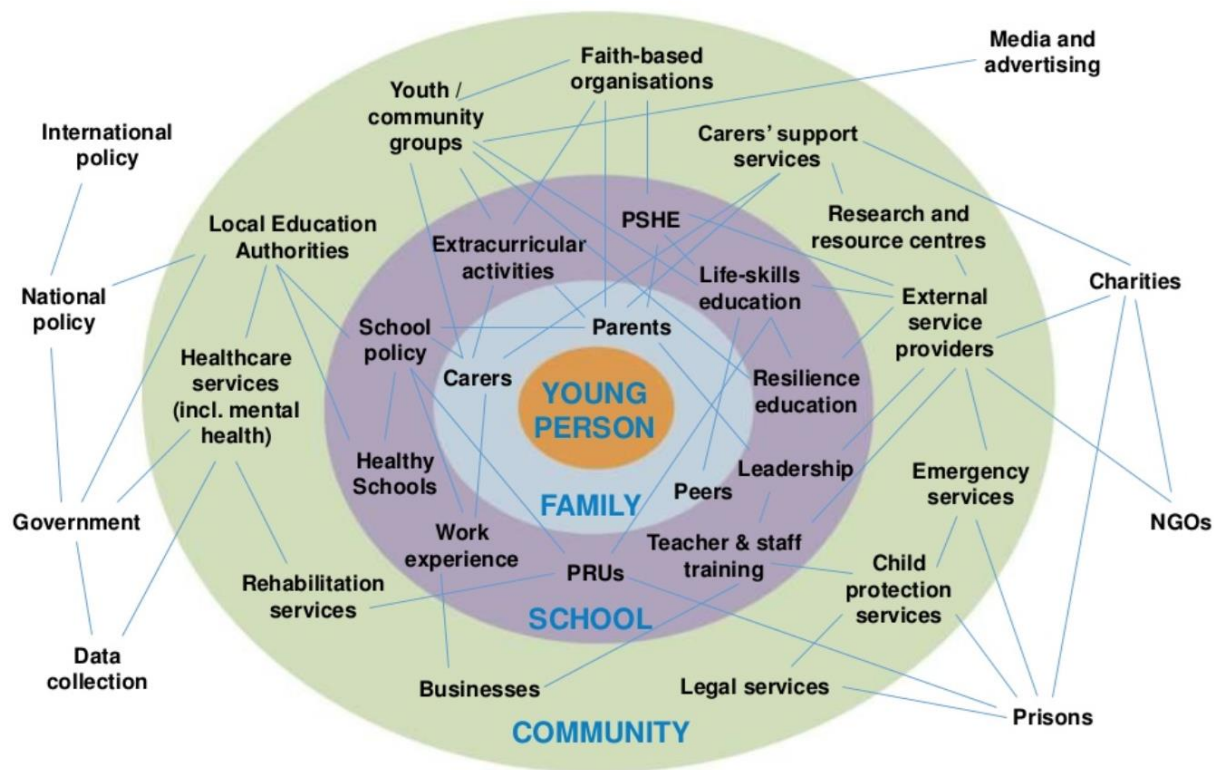 Media and
advertising
Faith-based
organisations
Youth /
community
groups
International
policy
Carers’ support
services
Local Education
Authorities
PSHE
Research and
resource centres
Extracurricular
activities
Life-skills
education
Charities
National
policy
External
service
providers
School
policy
Parents
Healthcare
services
(incl. mental
health)
Carers
YOUNG
PERSON
Resilience
education
Healthy
Schools
Leadership
Emergency
services
Peers
FAMILY
Government
NGOs
Work
experience
Teacher & staff
training
PRUs
Child
protection
services
Rehabilitation
services
SCHOOL
Data
collection
Businesses
Legal services
Prisons
COMMUNITY